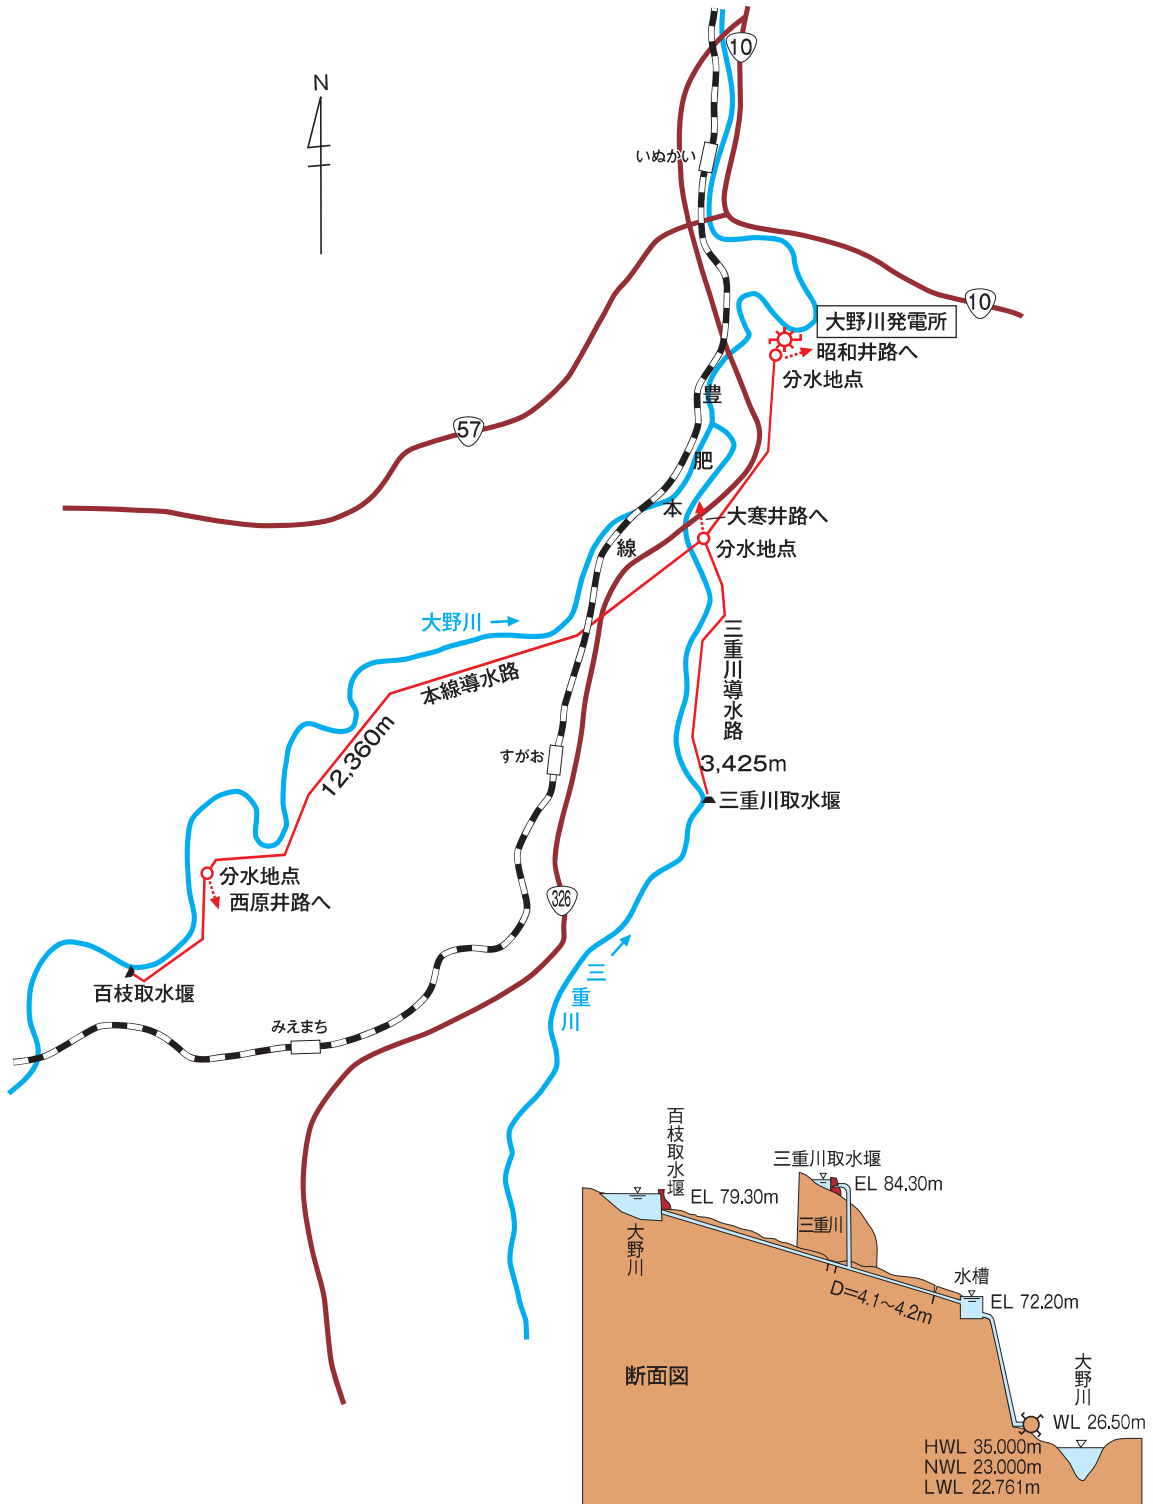 N
10
いぬかい
10
大野川発電所
昭和井路へ
分水地点
豊肥本線
57
大寒井路へ
分水地点
大野川
三重川導水路
本線導水路
12,360m
すがお
3,425m
三重川取水堰
分水地点
西原井路へ
326
百枝取水堰
三重川
みえまち
百枝取水堰
三重川取水堰
EL 79.30m
EL 84.30m
大野川
三重川
水槽
D=4.1〜4.2m
EL 72.20m
断面図
大野川
WL 26.50m
HWL 35.000m
NWL 23.000m
LWL 22.761m